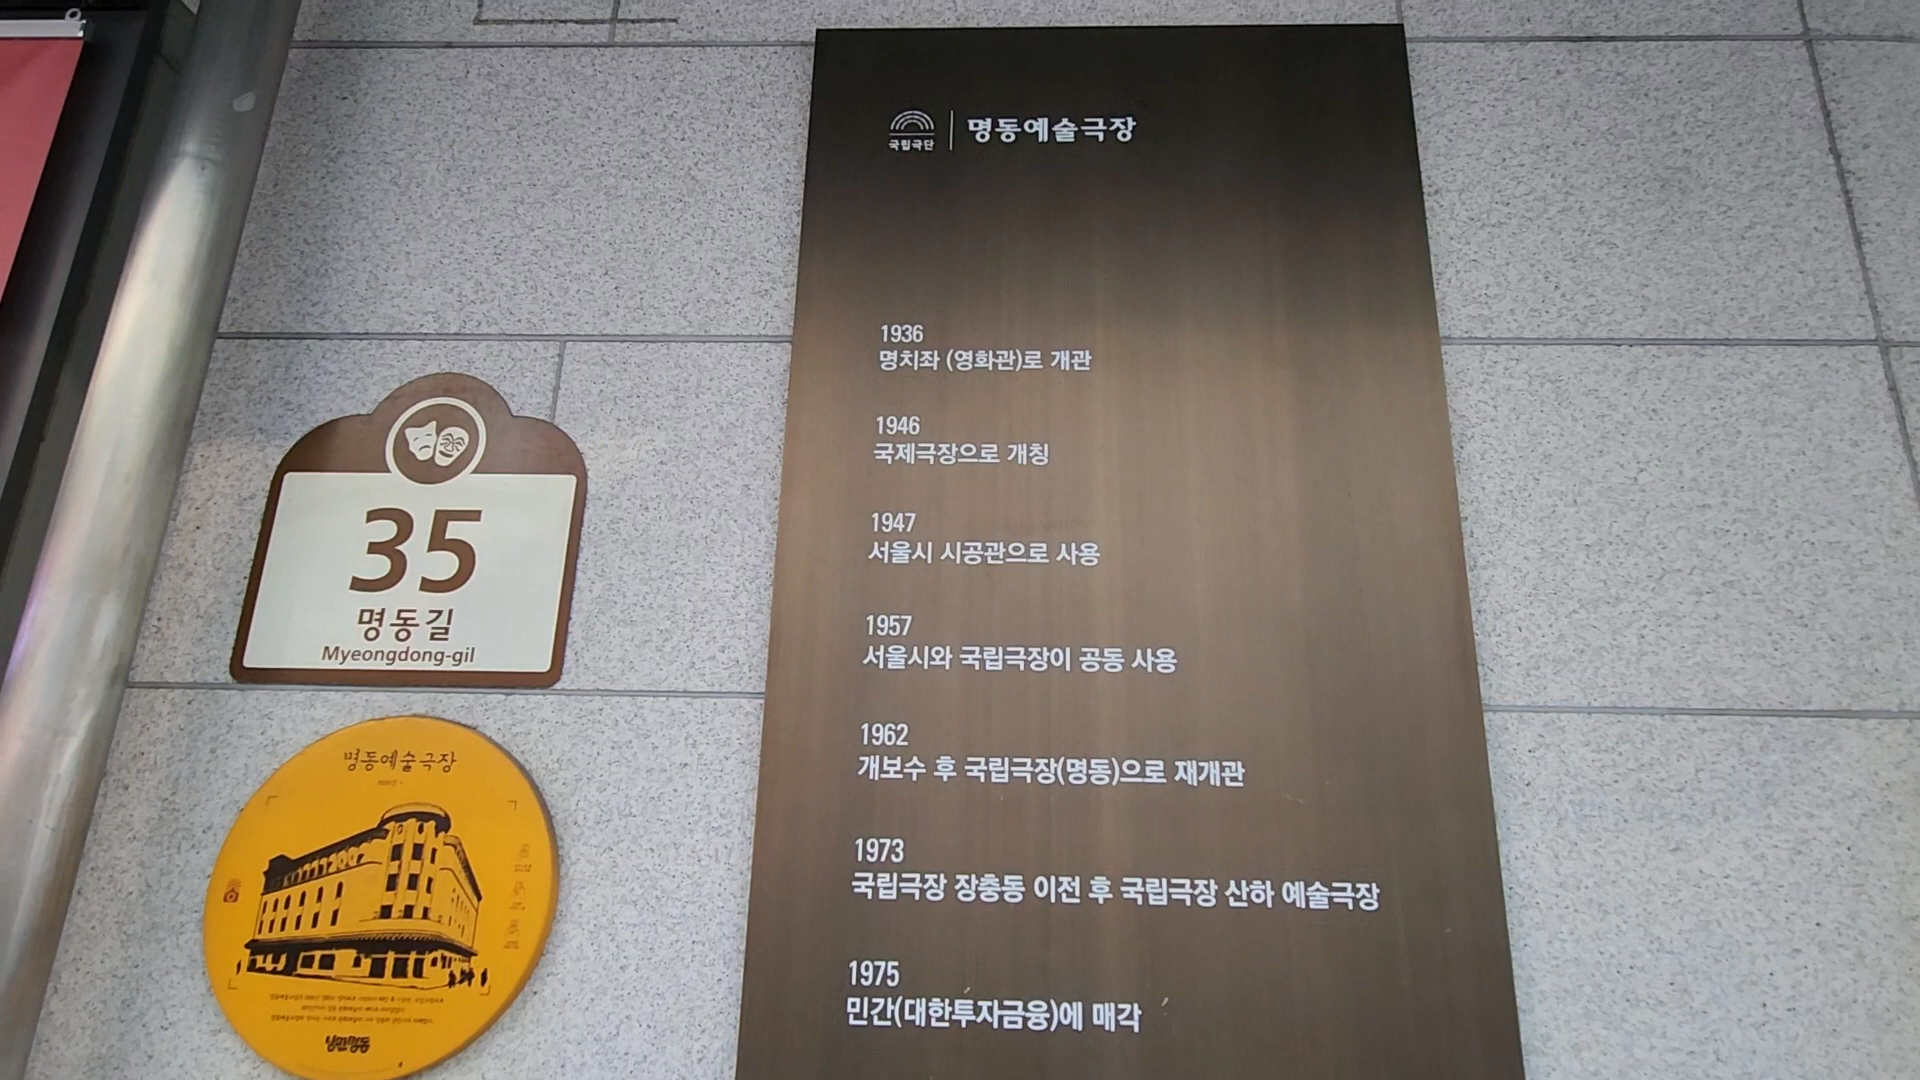 국립극단
명동예술극장
1936
명치좌 (영화관)로 개관
1946
국제극장으로 개칭
1947
서울시 시공관으로 사용
1957
서울시와 국립극장이 공동 사용
1962
개보수 후 국립극장(명동)으로 재개관
1973
국립극장 장충동 이전 후 국립극장 산하 예술극장
1975
민간(대한투자금융)에 매각
35
명동길
Myeongdong-gil
명동예술극장